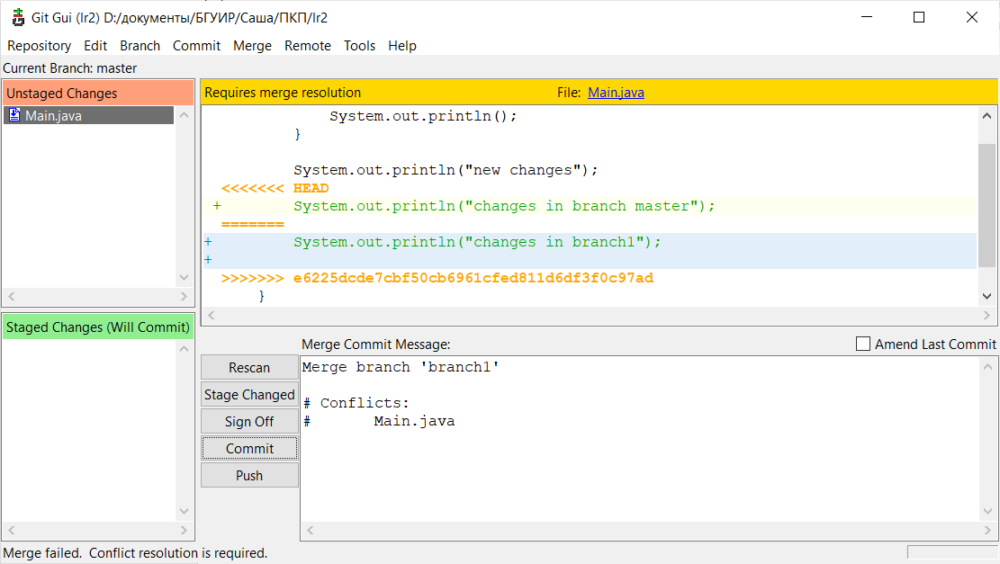 Git Gui (lr2) D:/документы/БГУИР/Саша/ПКП/lr2
Repository Edit Branch Commit Merge Remote Tools Help
Current Branch: master
Unstaged Changes
Main.java
Requires merge resolution File: Main.java
System.out.println();
}
System.out.println("new changes");
<<<<<<< HEAD
+ System.out.println("changes in branch master");
=======
+ System.out.println("changes in branch1");
+
>>>>>>> e6225dcde7cbf50cb6961cfed811d6df3f0c97ad
}
Staged Changes (Will Commit)
Merge Commit Message: Amend Last Commit
Rescan
Stage Changed
Sign Off
Commit
Push
Merge branch 'branch1'
# Conflicts:
# Main.java
Merge failed. Conflict resolution is required.